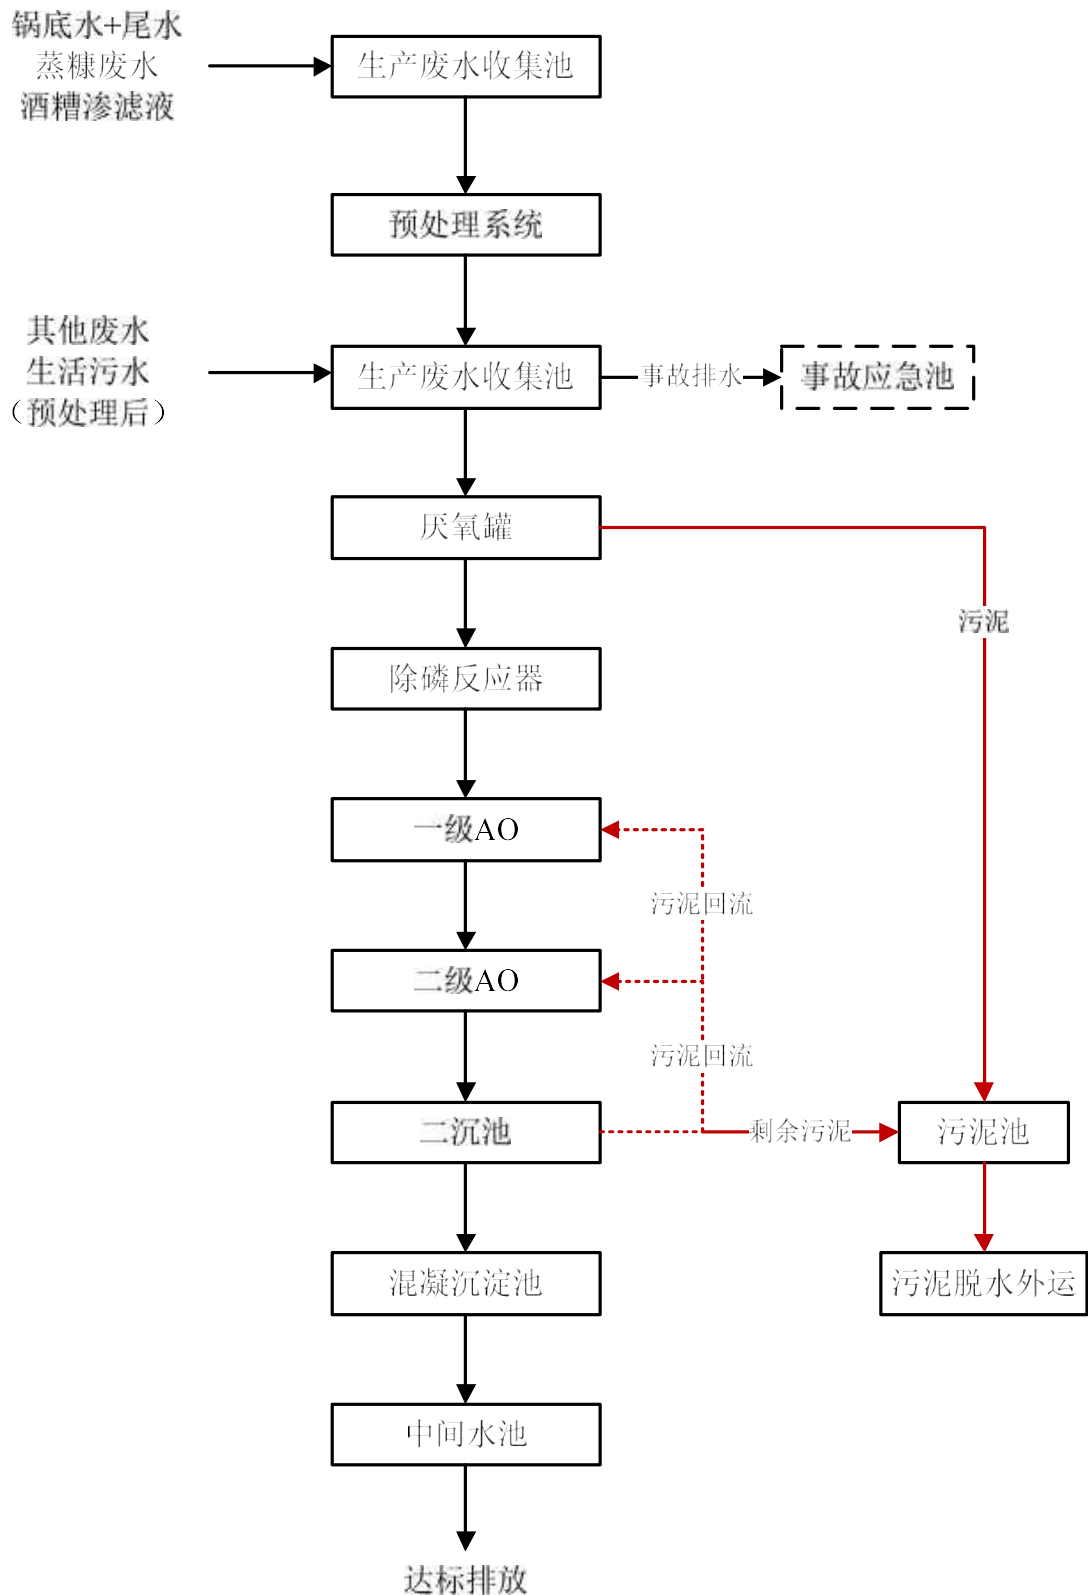 锅底水+尾水
蒸糠废水
酒糟渗滤液
生产废水收集池
预处理系统
其他废水
生活污水
（预处理后）
生产废水收集池
事故排水
事故应急池
厌氧罐
污泥
除磷反应器
一级AO
污泥回流
二级AO
污泥回流
二沉池
剩余污泥
污泥池
混凝沉淀池
污泥脱水外运
中间水池
达标排放